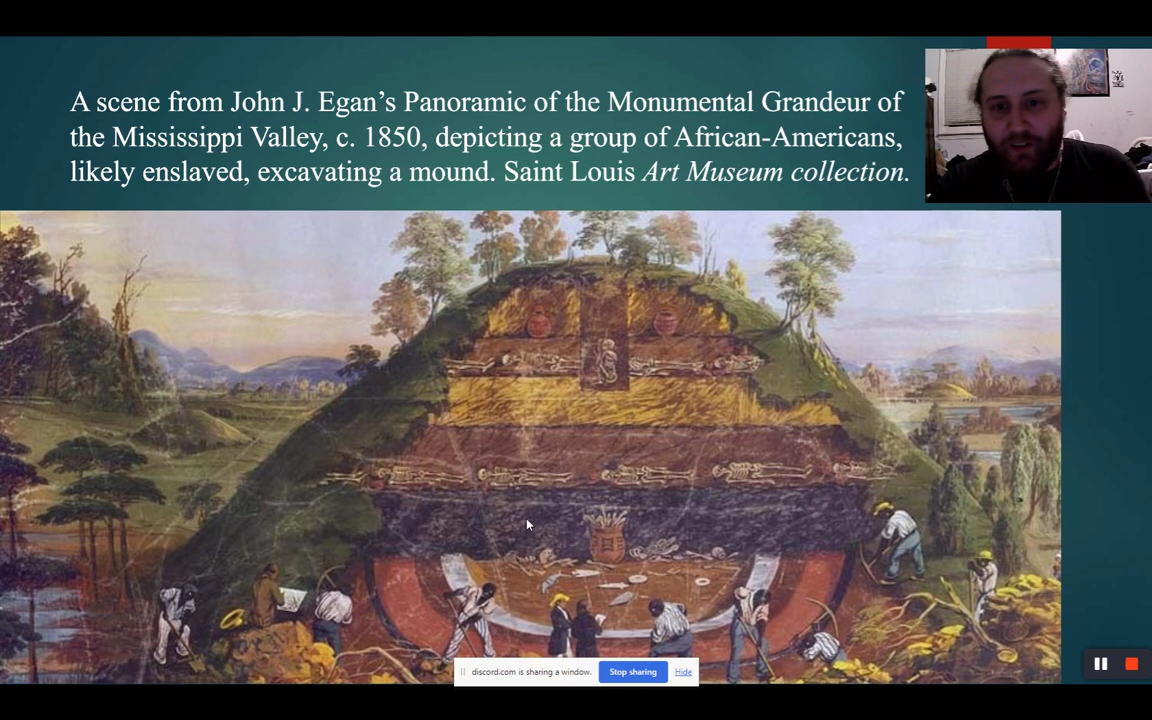 A scene from John J. Egan’s Panoramic of the Monumental Grandeur of
the Mississippi Valley, c. 1850, depicting a group of African-Americans,
likely enslaved, excavating a mound. Saint Louis Art Museum collection.
discord.com is sharing a window. Stop sharing Hide